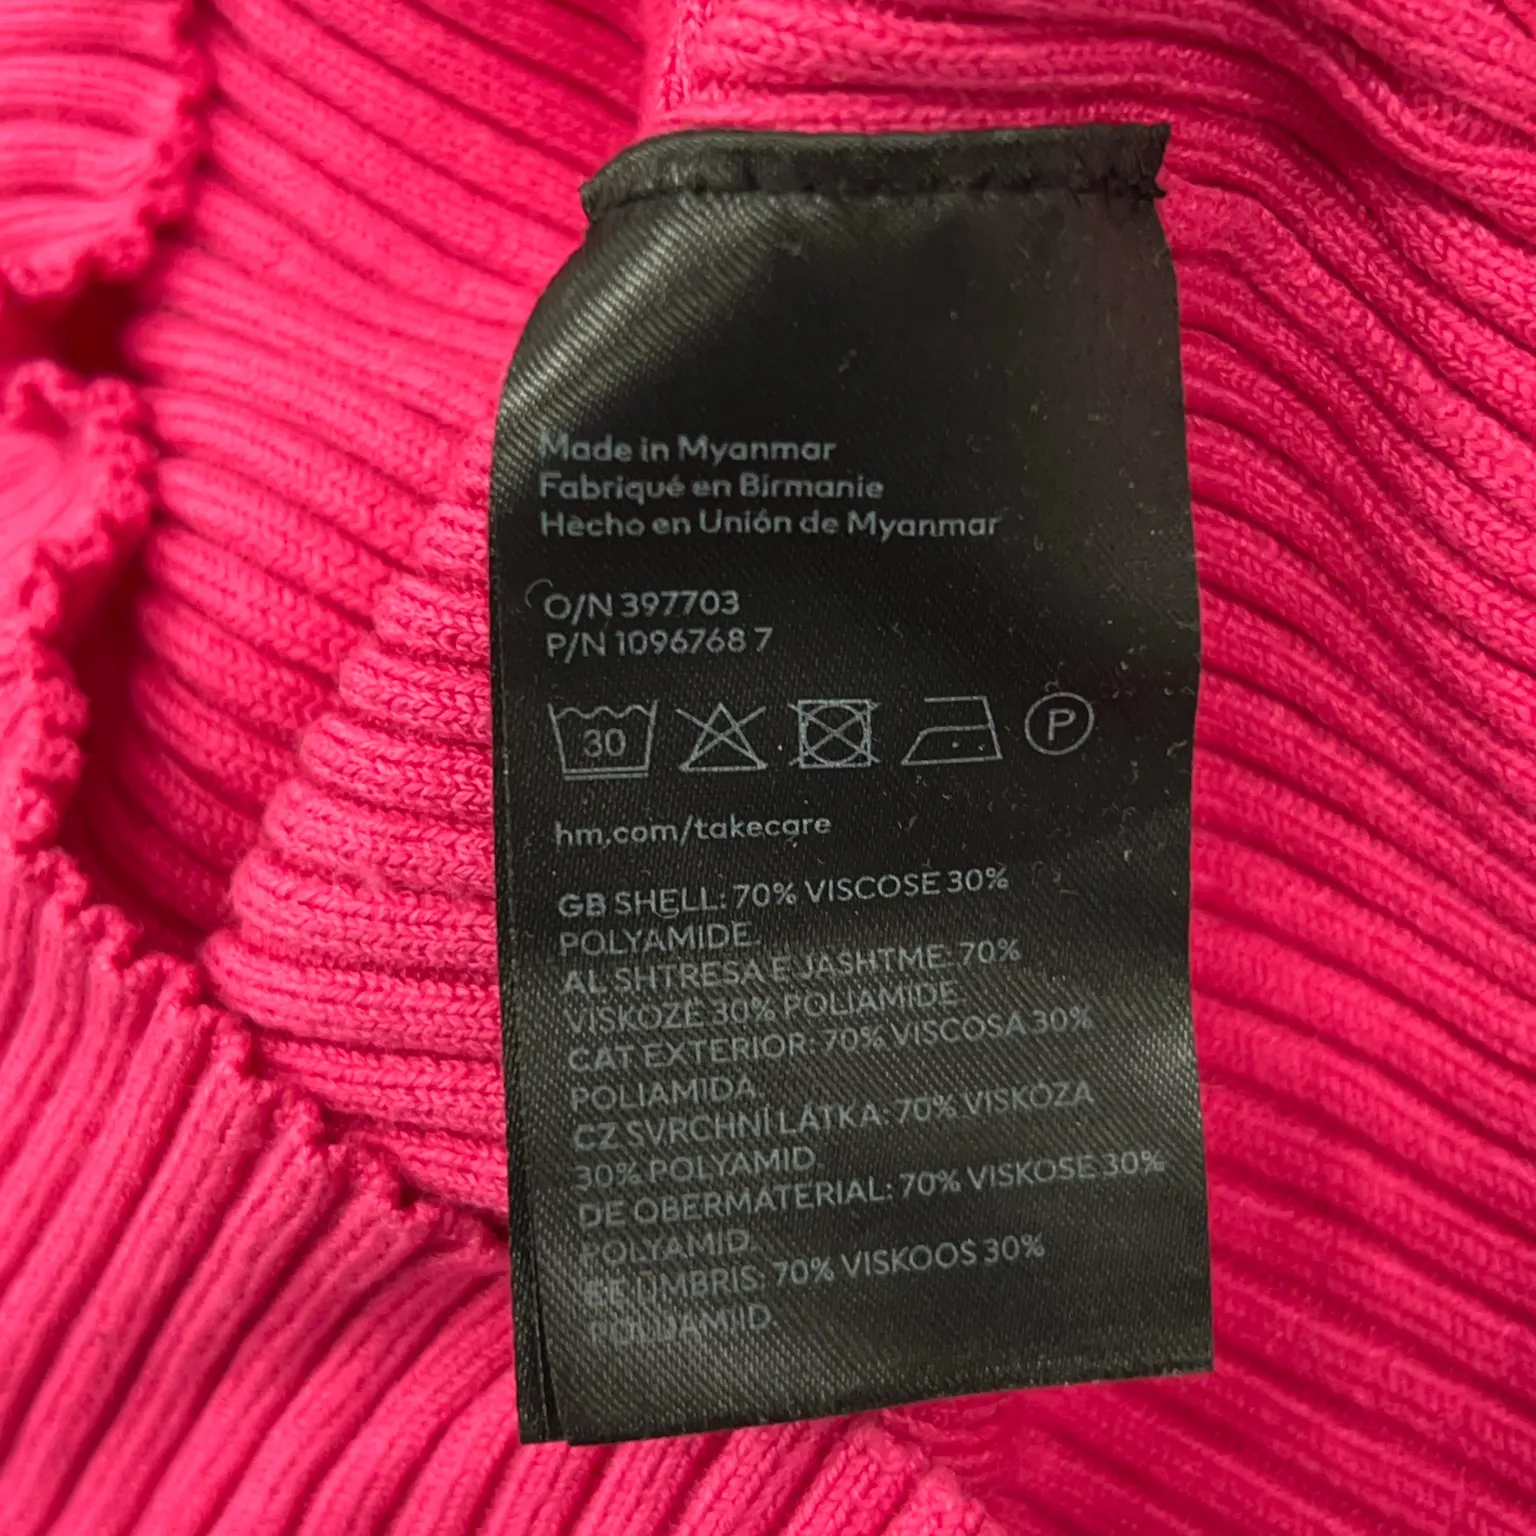 Made in Myanmar
Fabriqué en Birmanie
Hecho en Unión de Myanmar
O/N 397703
P/N 1096768 7
30
P
hm.com/takecare
GB SHELL: 70% VISCOSE 30%
POLYAMIDE.
AL SHTRESA E JASHTME: 70%
VISKOZË 30% POLIAMIDE.
CAT EXTERIOR: 70% VISCOSA 30%
POLIAMIDA.
CZ SVRCHNÍ LÁTKA: 70% VISKÓZA
30% POLYAMID.
DE OBERMATERIAL: 70% VISKOSE 30%
POLYAMID.
EE ÜMBRIS: 70% VISKOOS 30%
POLÜAMIID.